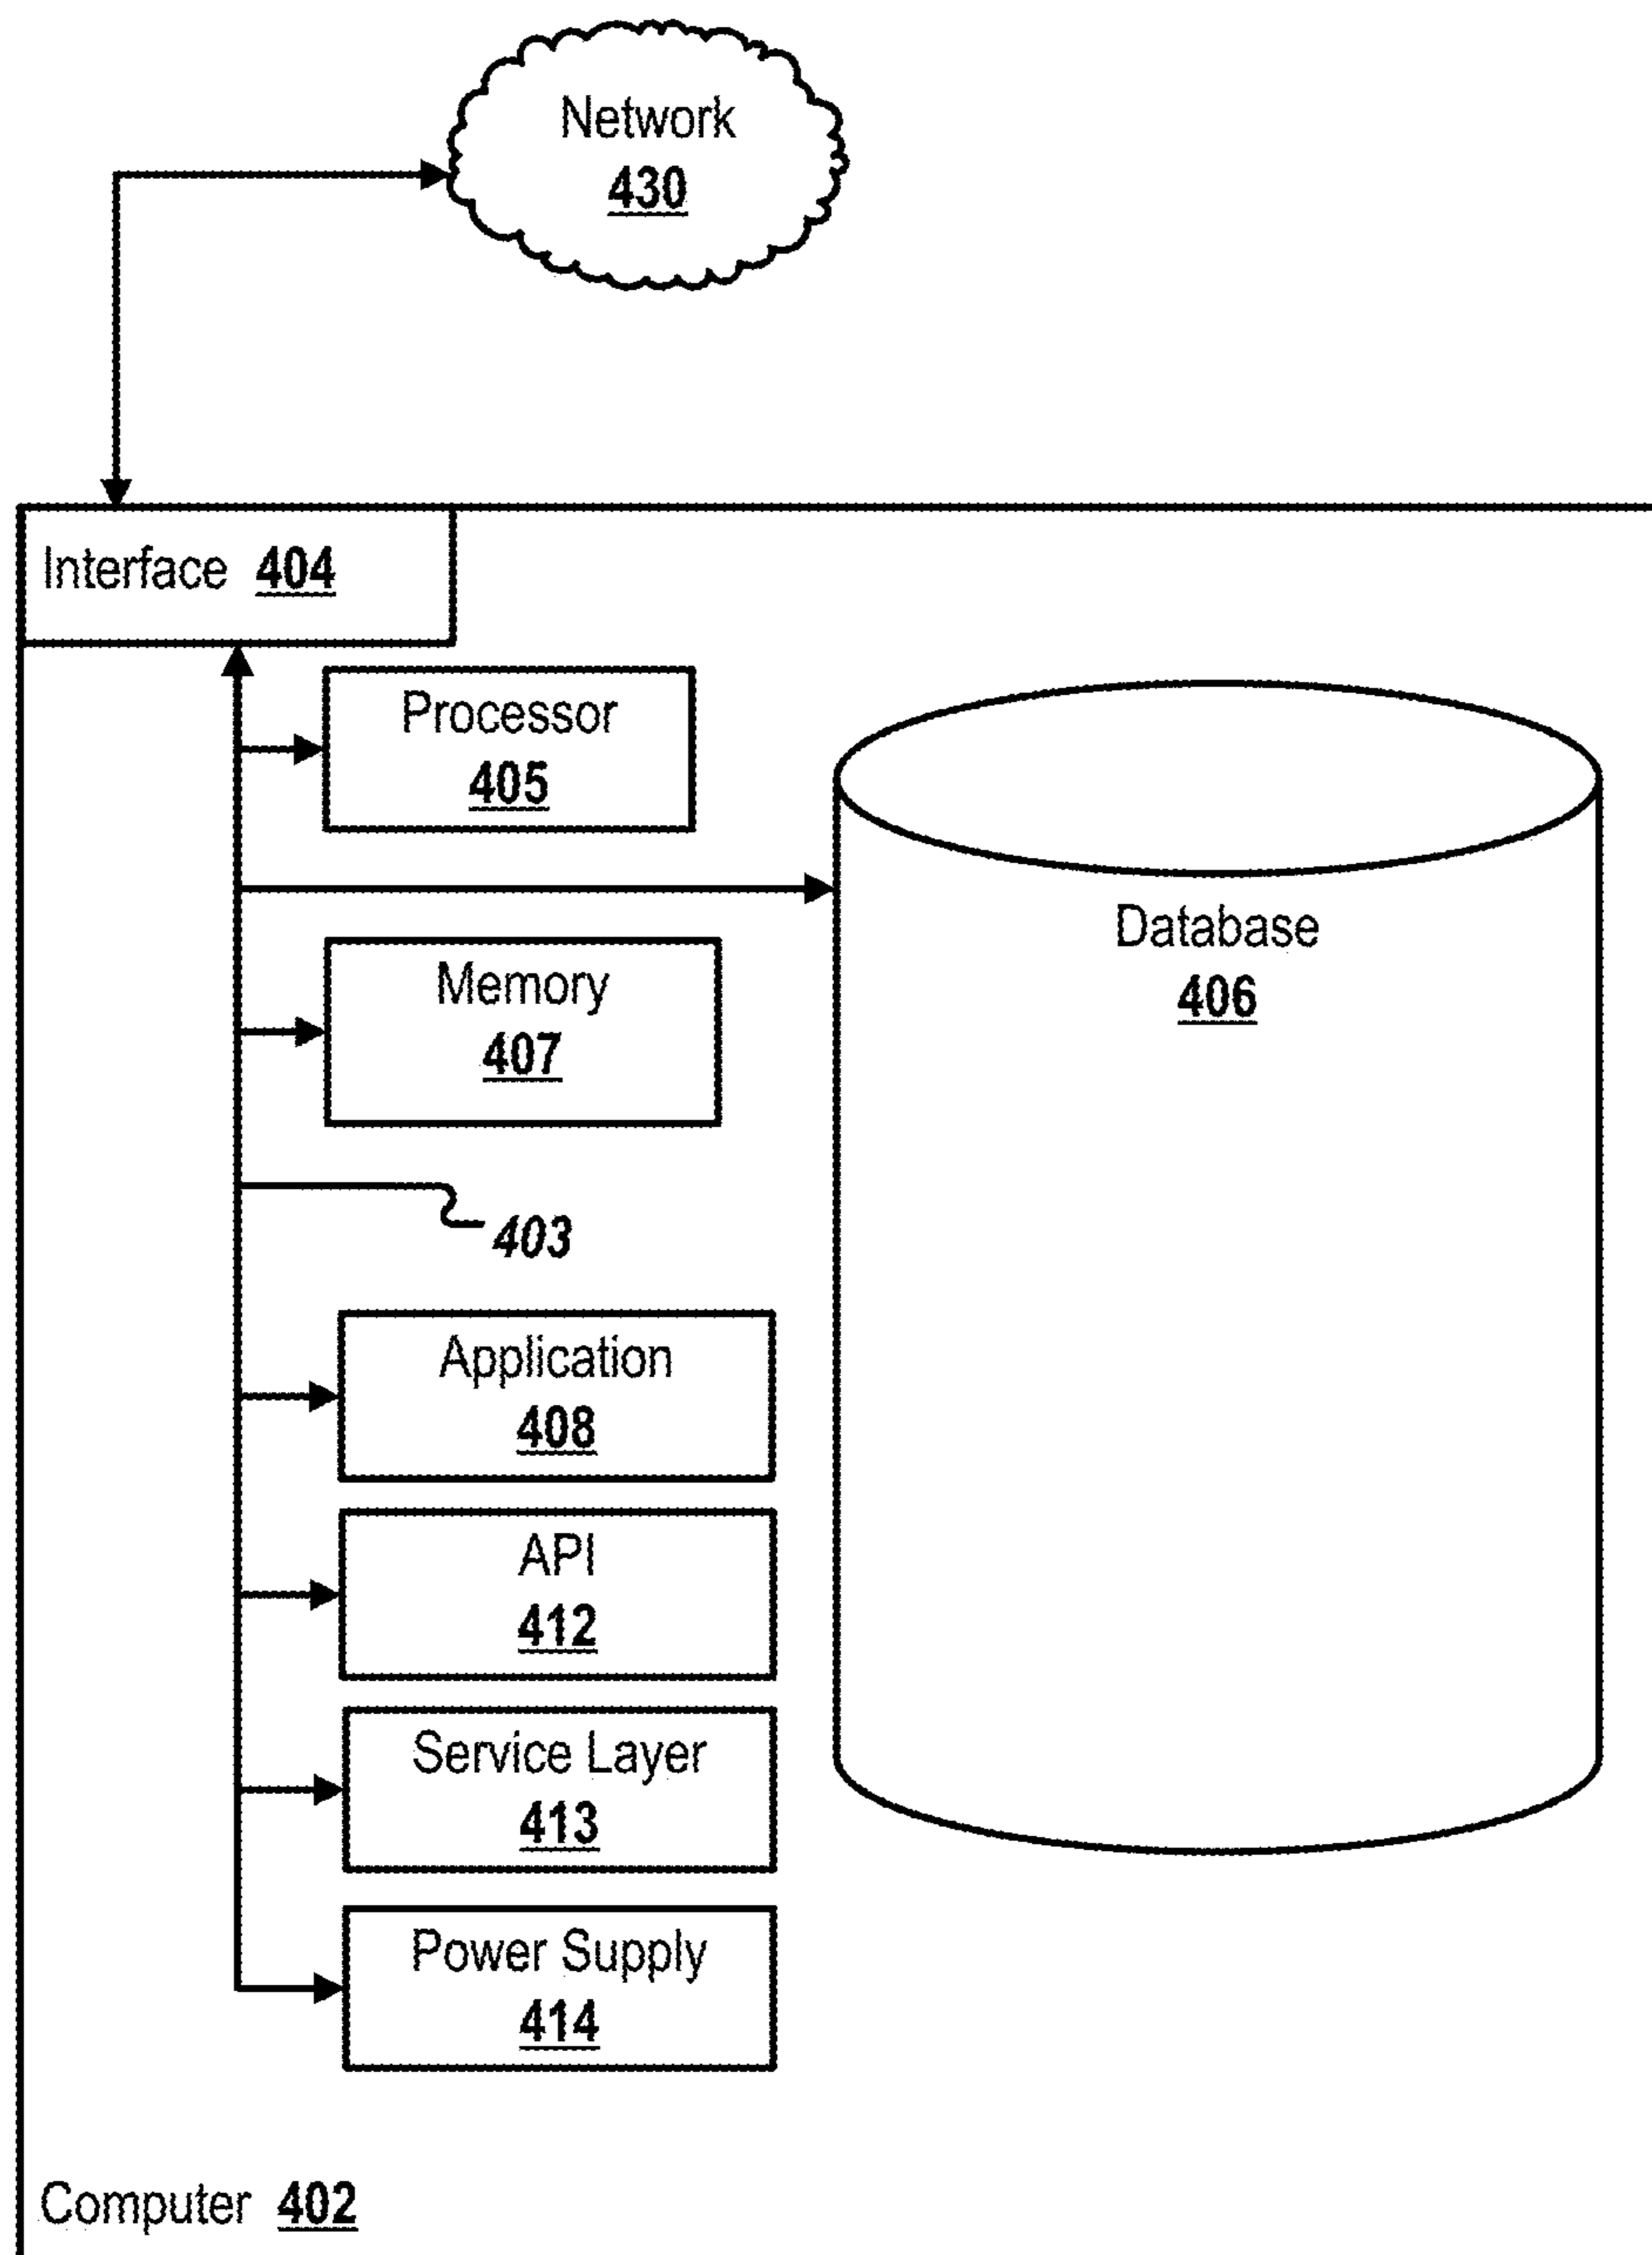 Network
430
Interface 404
Processor
405
Database
406
Memory
407
403
Application
408
API
412
Service Layer
413
Power Supply
414
Computer 402